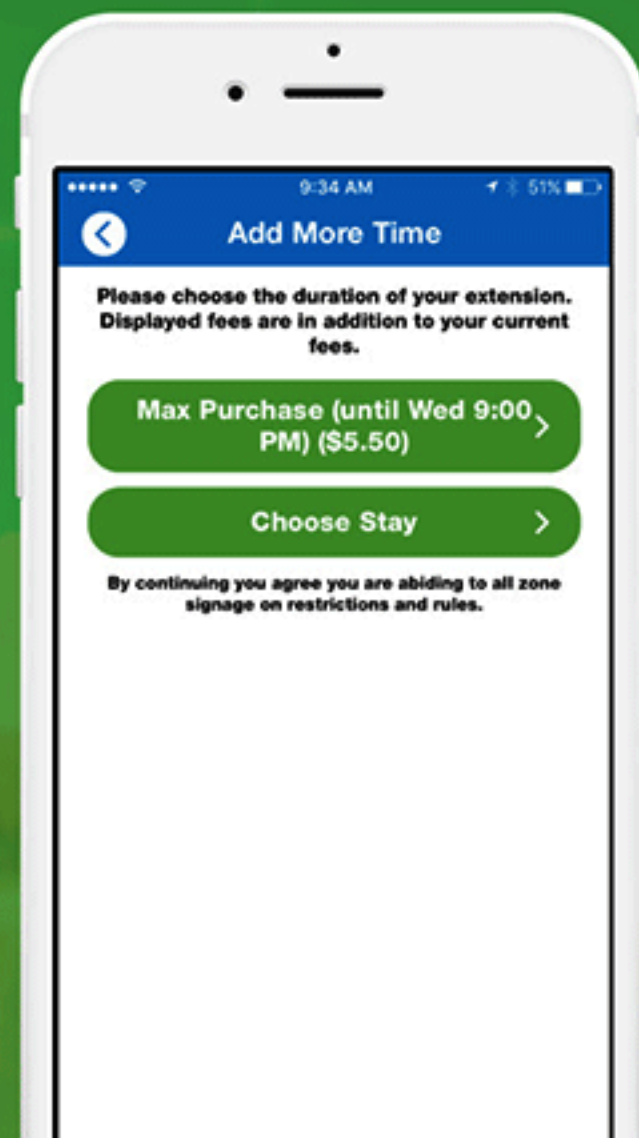 9:34 AM
51%
Add More Time
Please choose the duration of your extension.
Displayed fees are in addition to your current
fees.
Max Purchase (until Wed 9:00
PM) ($5.50)
Choose Stay
By continuing you agree you are abiding to all zone
signage on restrictions and rules.